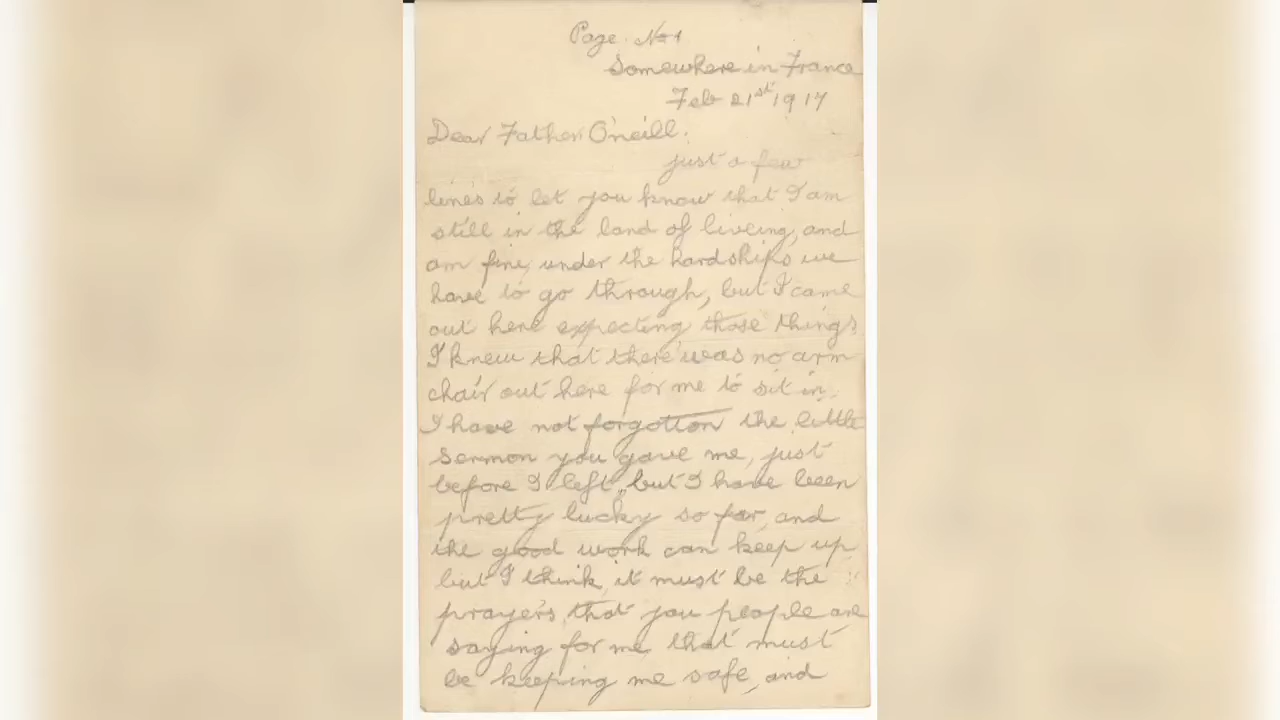 Page. No 1
Somewhere in France
Feb 21st 1917
Dear Father O'neill.
just a few
lines to let you know that I am
still in the land of liveing, and
am fine, under the hardships we
have to go through, but I came
out here expecting those things
I knew that there was no arm
chair out here for me to sit in.
I have not forgotton the little
sermon you gave me, just
before I left, but I have been
pretty lucky so far, and
the good work can keep up
but I think, it must be the
prayers, that you people are
saying for me, that must
be keeping me safe, and